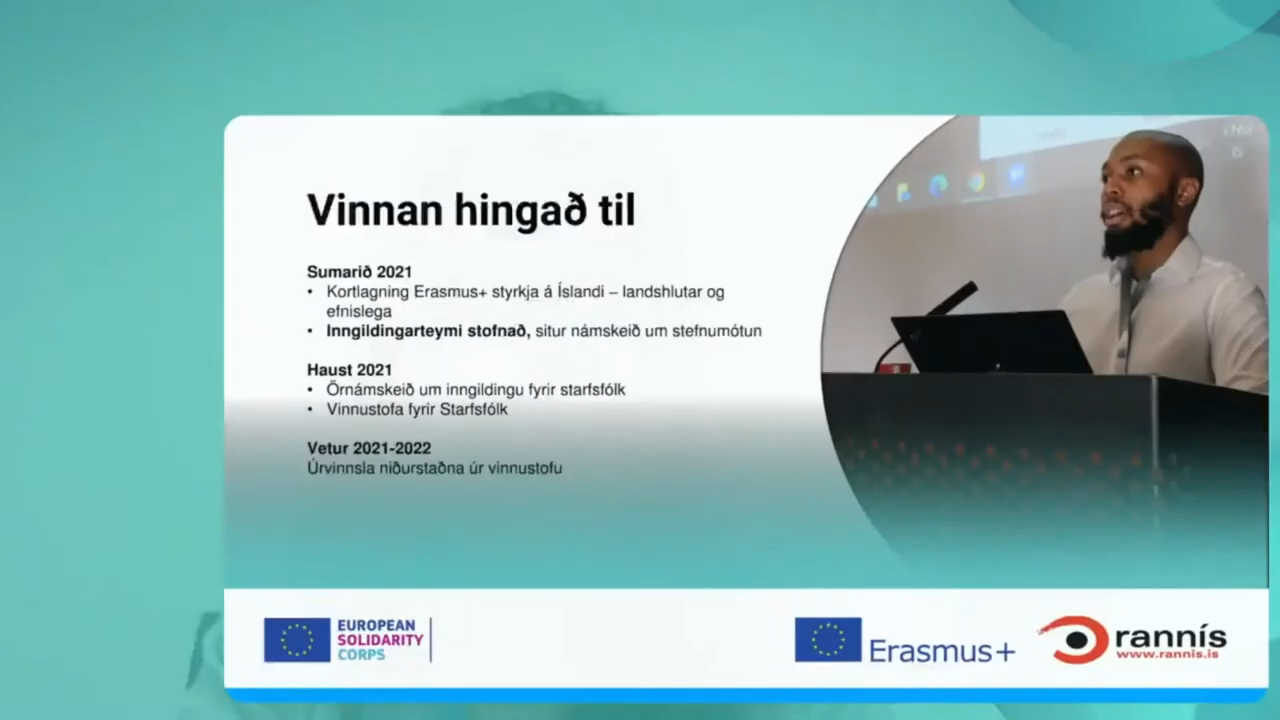 Vinnan hingað til
Sumarið 2021
• Kortlagning Erasmus+ styrkja á Íslandi – landshlutar og
efnislega
• Inngildingarteymi stofnað, situr námskeið um stefnumótun
Haust 2021
• Örnámskeið um inngildingu fyrir starfsfólk
• Vinnustofa fyrir Starfsfólk
Vetur 2021-2022
Úrvinnsla niðurstaðna úr vinnustofu
EUROPEAN
SOLIDARITY
CORPS
Erasmus+
rannís
www.rannis.is